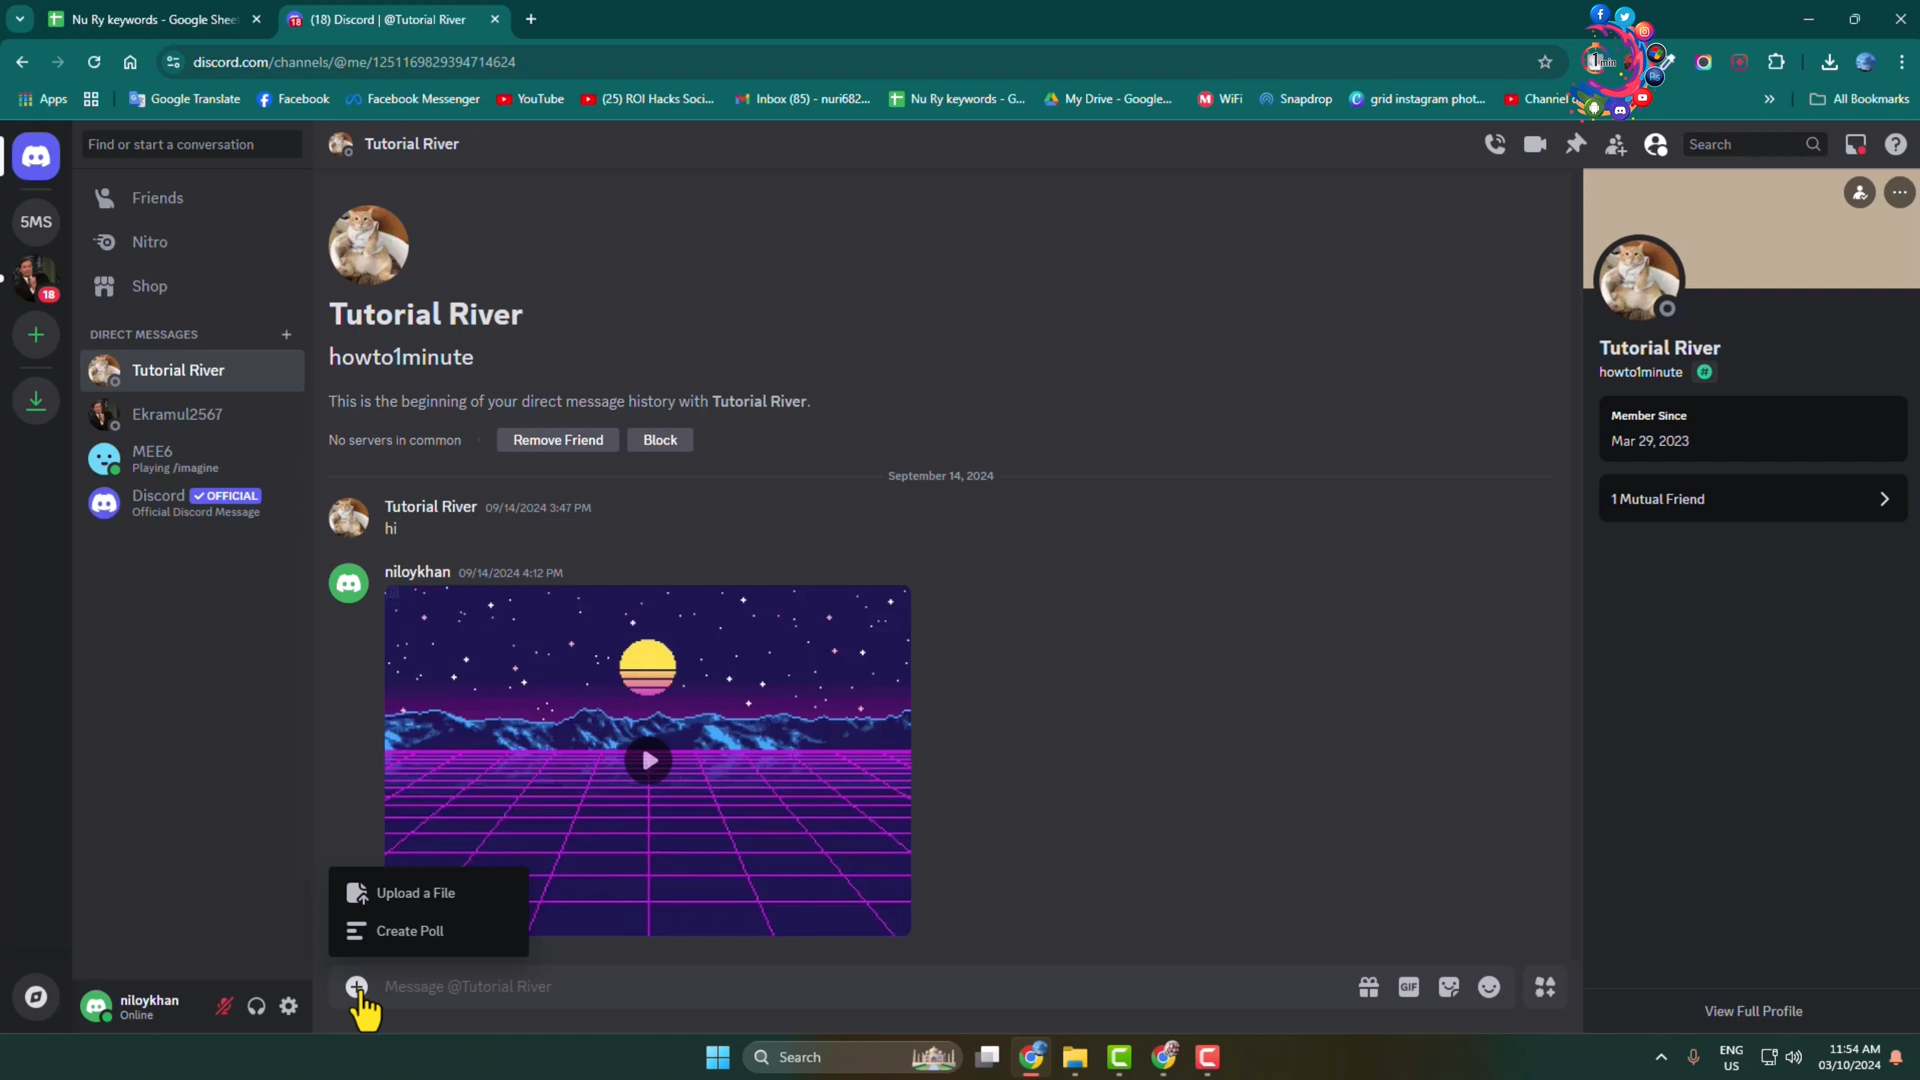 Nu Ry keywords - Google Shee
(18) Discord | @Tutorial River
18
discord.com/channels/@me/1251169829394714624
1min
Apps
Google Translate
Facebook
Facebook Messenger
YouTube
(25) ROI Hacks Soci...
Inbox (85) - nuri682...
Nu Ry keywords - G...
My Drive - Google...
WiFi
Snapdrop
grid instagram phot...
Channel
All Bookmarks
Find or start a conversation
Tutorial River
Search
5MS
18
Friends
Nitro
Shop
DIRECT MESSAGES
Tutorial River
Ekramul2567
MEE6
Playing /imagine
Discord ✓ OFFICIAL
Official Discord Message
Tutorial River
howto1minute
This is the beginning of your direct message history with Tutorial River.
No servers in common
Remove Friend
Block
September 14, 2024
Tutorial River 09/14/2024 3:47 PM
hi
niloykhan 09/14/2024 4:12 PM
Upload a File
Create Poll
Message @Tutorial River
GIF
niloykhan
Online
Tutorial River
howto1minute
Member Since
Mar 29, 2023
1 Mutual Friend
View Full Profile
Search
ENG
US
11:54 AM
03/10/2024